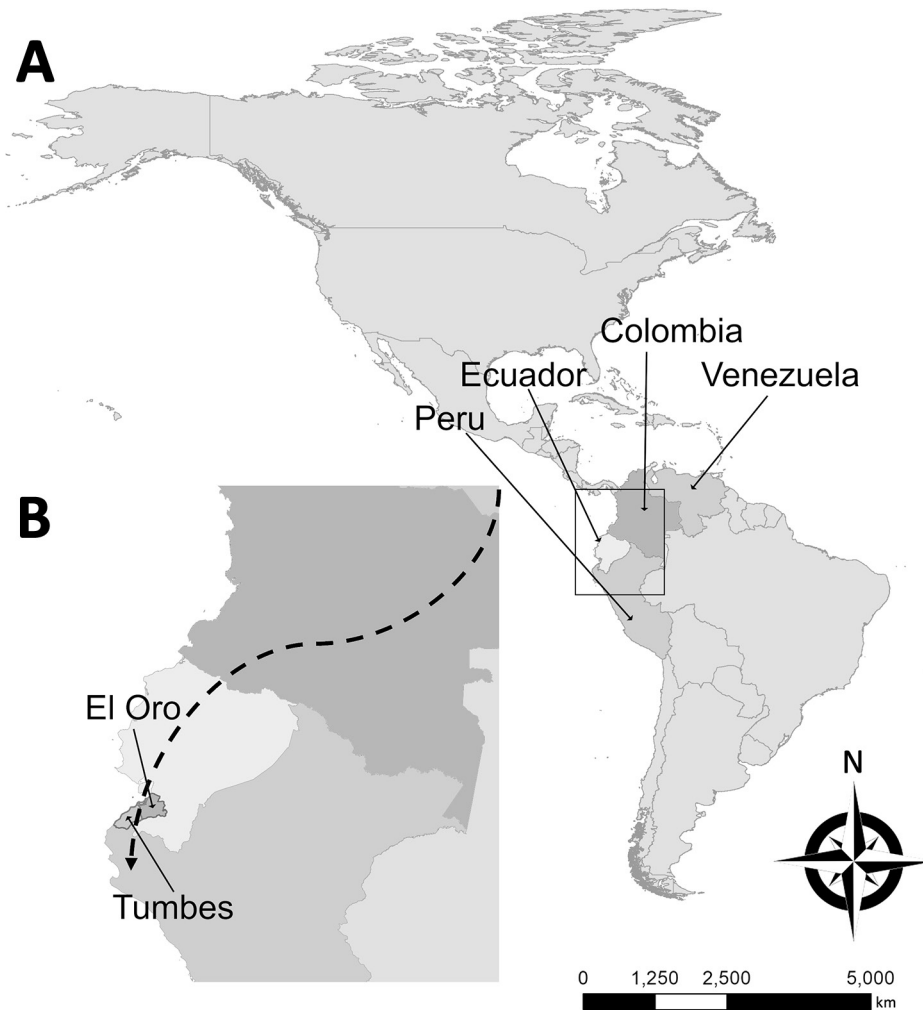 A
Colombia
Ecuador
Venezuela
Peru
B
El Oro
Tumbes
N
0 1,250 2,500 5,000
km